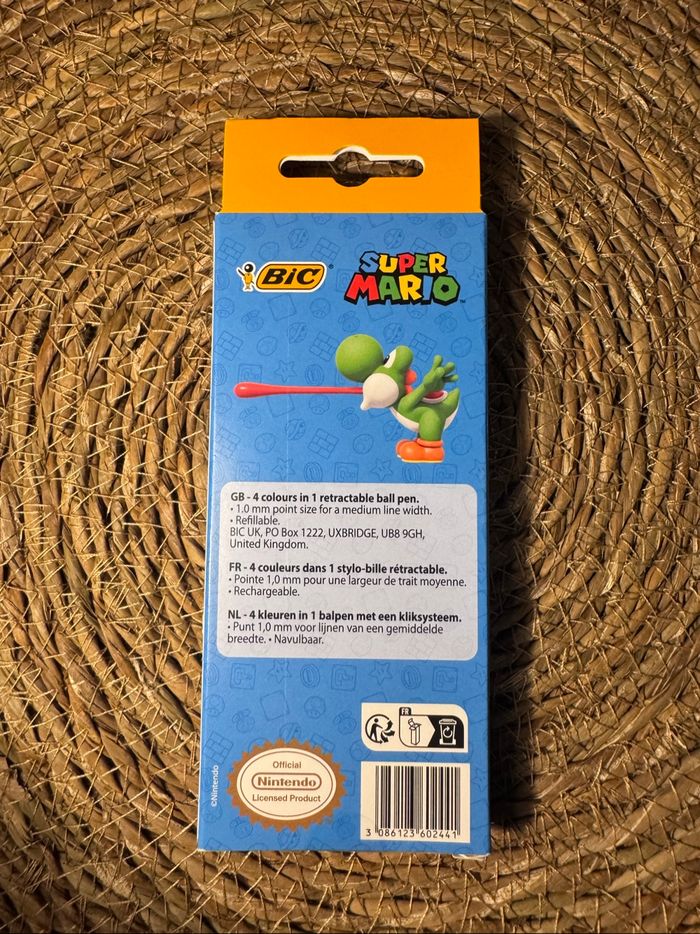 BIC®
SUPER
MARIO™
GB - 4 colours in 1 retractable ball pen.
• 1.0 mm point size for a medium line width.
• Refillable.
BIC UK, PO Box 1222, UXBRIDGE, UB8 9GH,
United Kingdom.
FR - 4 couleurs dans 1 stylo-bille rétractable.
• Pointe 1,0 mm pour une largeur de trait moyenne.
• Rechargeable.
NL - 4 kleuren in 1 balpen met een kliksysteem.
• Punt 1,0 mm voor lijnen van een gemiddelde
breedte. • Navulbaar.
FR
©Nintendo
Official
Nintendo
Licensed Product
3 086123 602441